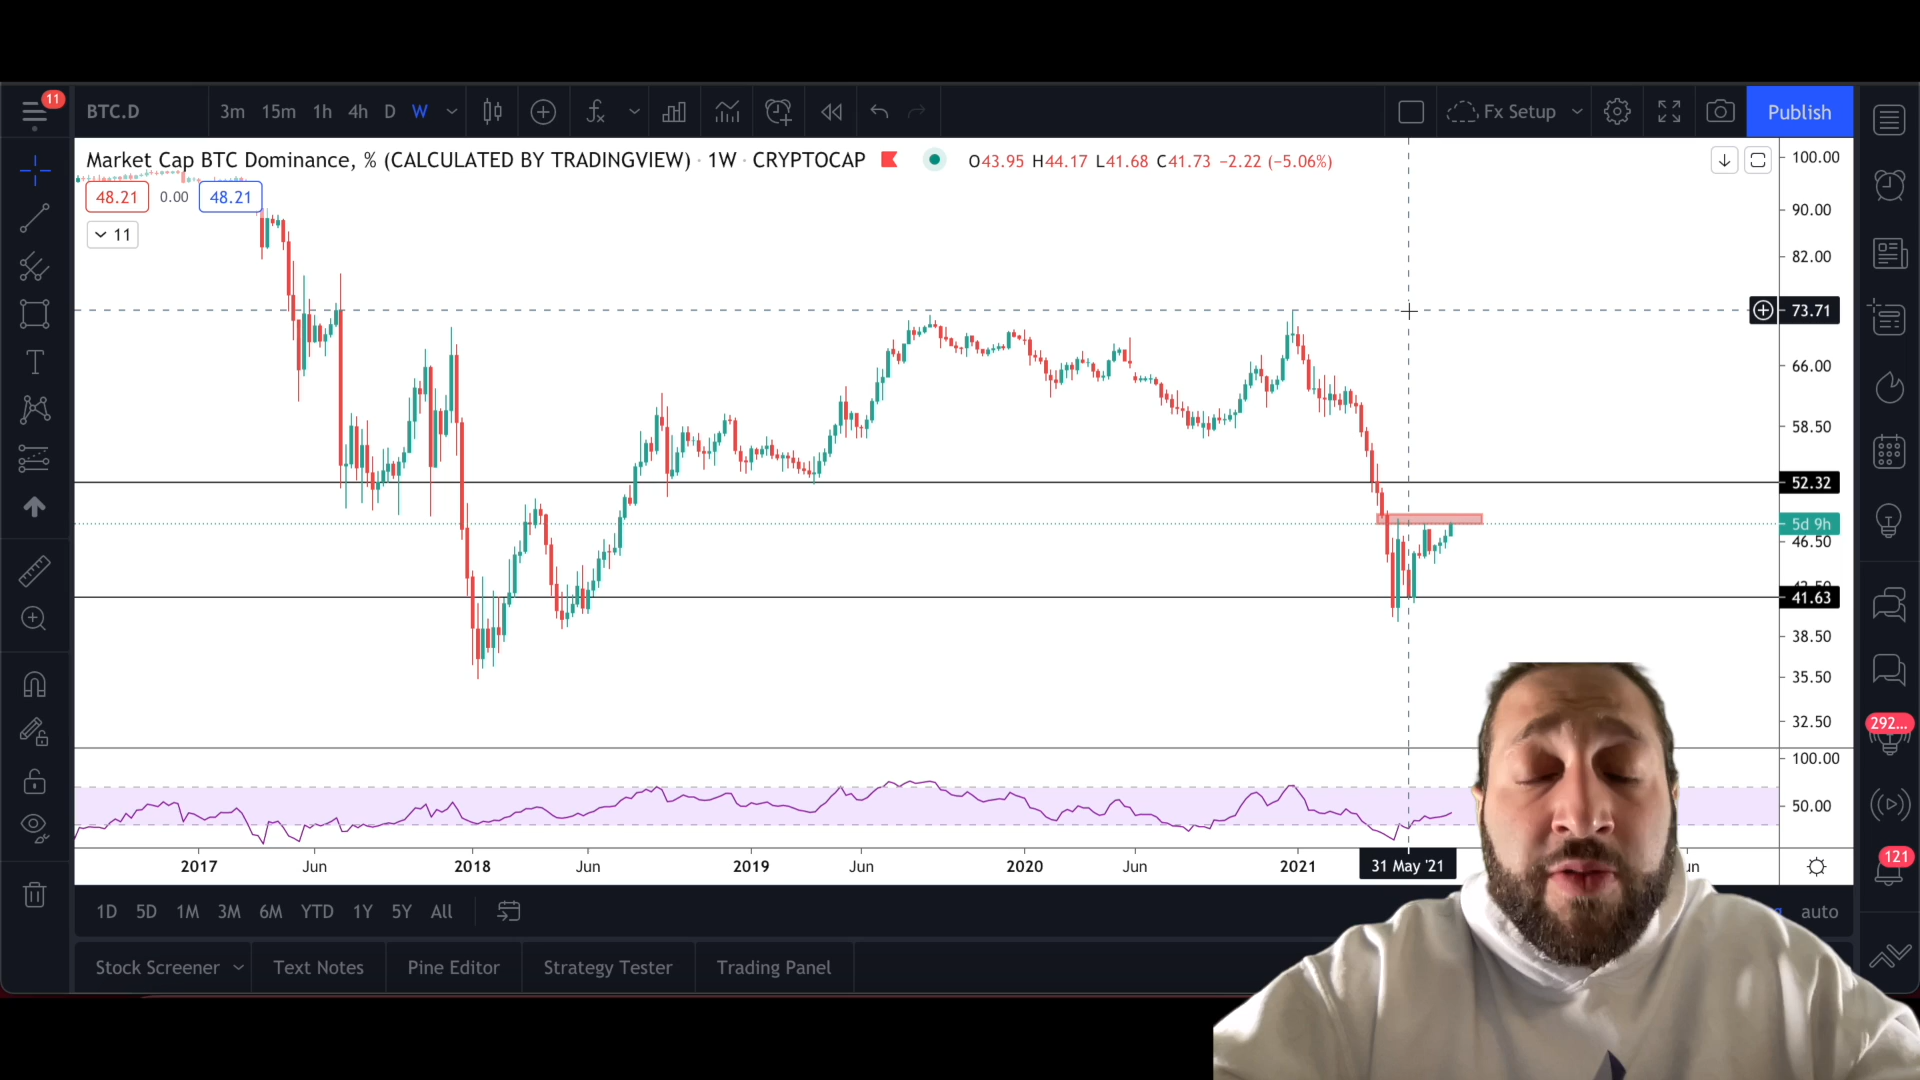 11
BTC.D 3m 15m 1h 4h D W Fx Setup Publish
Market Cap BTC Dominance, % (CALCULATED BY TRADINGVIEW) · 1W · CRYPTOCAP O43.95 H44.17 L41.68 C41.73 −2.22 (−5.06%)
48.21 0.00 48.21
11
100.00
90.00
82.00
73.71
66.00
58.50
52.32
5d 9h
46.50
41.63
38.50
35.50
32.50
100.00
50.00
292...
121
2017 Jun 2018 Jun 2019 Jun 2020 Jun 2021 31 May '21 un
1D 5D 1M 3M 6M YTD 1Y 5Y All auto
Stock Screener Text Notes Pine Editor Strategy Tester Trading Panel